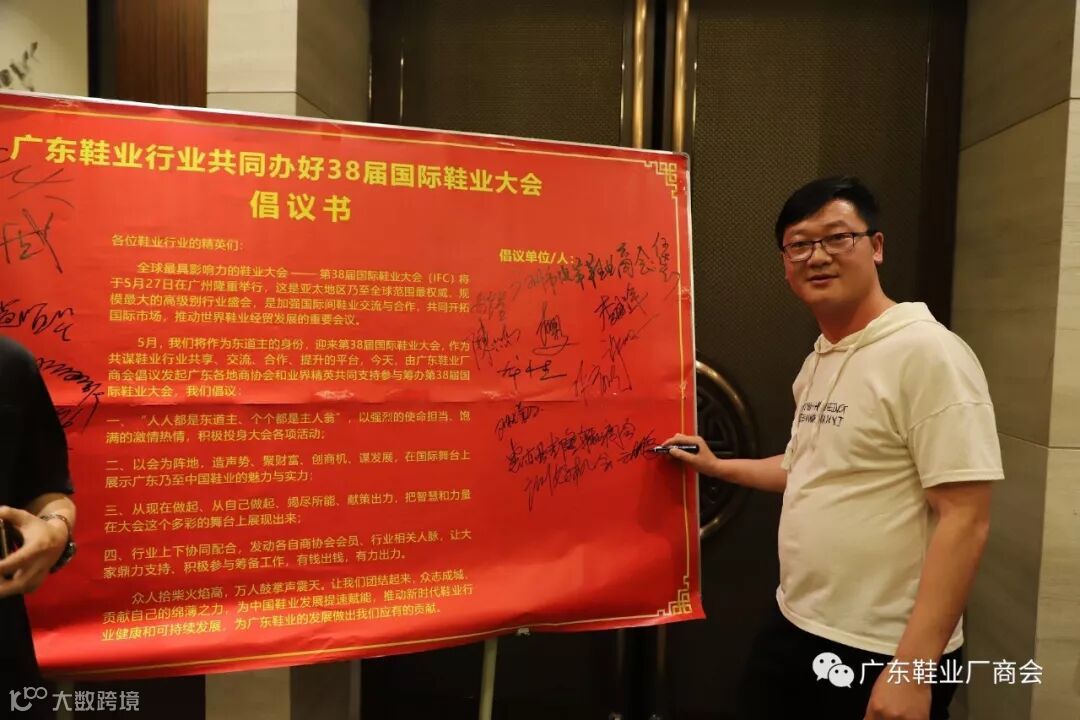 广东鞋业行业共同办好38届国际鞋业大会
倡议书
各位鞋业行业的精英们：
全球最具影响力的鞋业大会 —— 第38届国际鞋业大会（IFC）将
于5月27日在广州隆重举行，这是亚太地区乃至全球范围最权威、规
模最大的高级别行业盛会，是加强国际间鞋业交流与合作，共同开拓
国际市场，推动世界鞋业经贸发展的重要会议。
5月，我们将作为东道主的身份，迎来第38届国际鞋业大会，作为
共谋鞋业行业共享、交流、合作、提升的平台，今天，由广东鞋业厂
商会倡议发起广东各地商协会和业界精英共同支持参与筹办第38届国
际鞋业大会，我们倡议：
一、“人人都是东道主、个个都是主人翁”，以强烈的使命担当、饱
满的激情热情，积极投身大会各项活动；
二、以会为阵地，造声势、聚财富、创商机、谋发展，在国际舞台上
展示广东乃至中国鞋业的魅力与实力；
三、从现在做起、从自己做起、竭尽所能、献策出力，把智慧和力量
在大会这个多彩的舞台上展现出来；
四、行业上下协同配合，发动各自商协会会员、行业相关人脉，让大
家鼎力支持、积极参与筹备工作，有钱出钱，有力出力。
众人拾柴火焰高，万人鼓掌声震天。让我们团结起来，众志成城，
贡献自己的绵薄之力，为中国鞋业发展提速赋能，推动新时代鞋业行
业健康和可持续发展，为广东鞋业的发展做出我们应有的贡献。
倡议单位/人：
广东鞋业厂商会
大数跨境